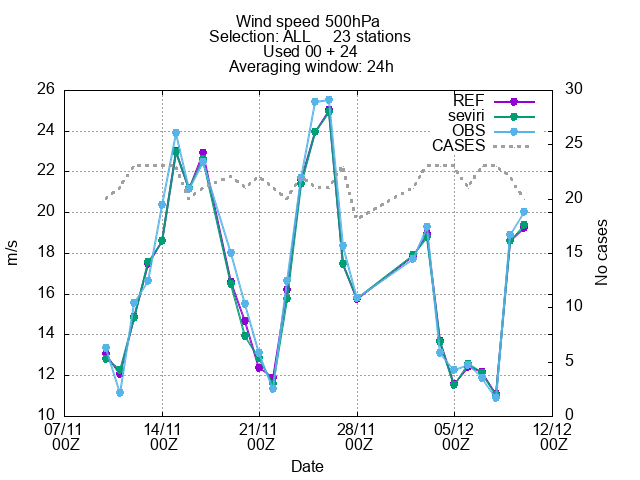 Wind speed 500hPa
Selection: ALL 23 stations
Used 00 + 24
Averaging window: 24h
26 30
REF
seviri
OBS
CASES
24 25
22
20 20
18 15
16 10
14
12 5
10 0
m/s
No cases
07/11 14/11 21/11 28/11 05/12 12/12
00Z 00Z 00Z 00Z 00Z 00Z
Date